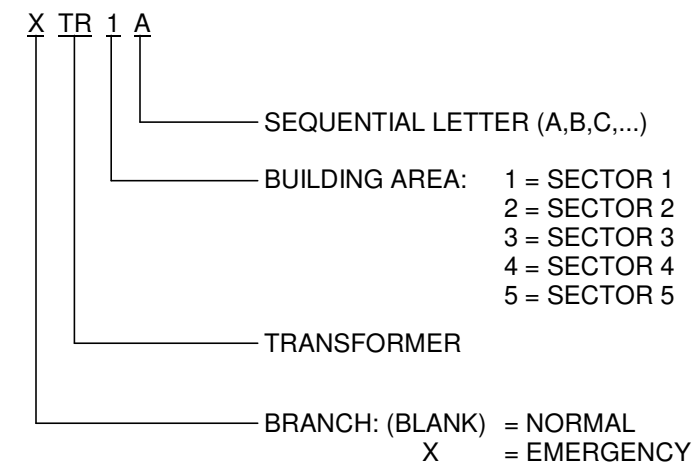 X TR 1 A
SEQUENTIAL LETTER (A,B,C,...)
BUILDING AREA: 1 = SECTOR 1
2 = SECTOR 2
3 = SECTOR 3
4 = SECTOR 4
5 = SECTOR 5
TRANSFORMER
BRANCH: (BLANK) = NORMAL
X = EMERGENCY